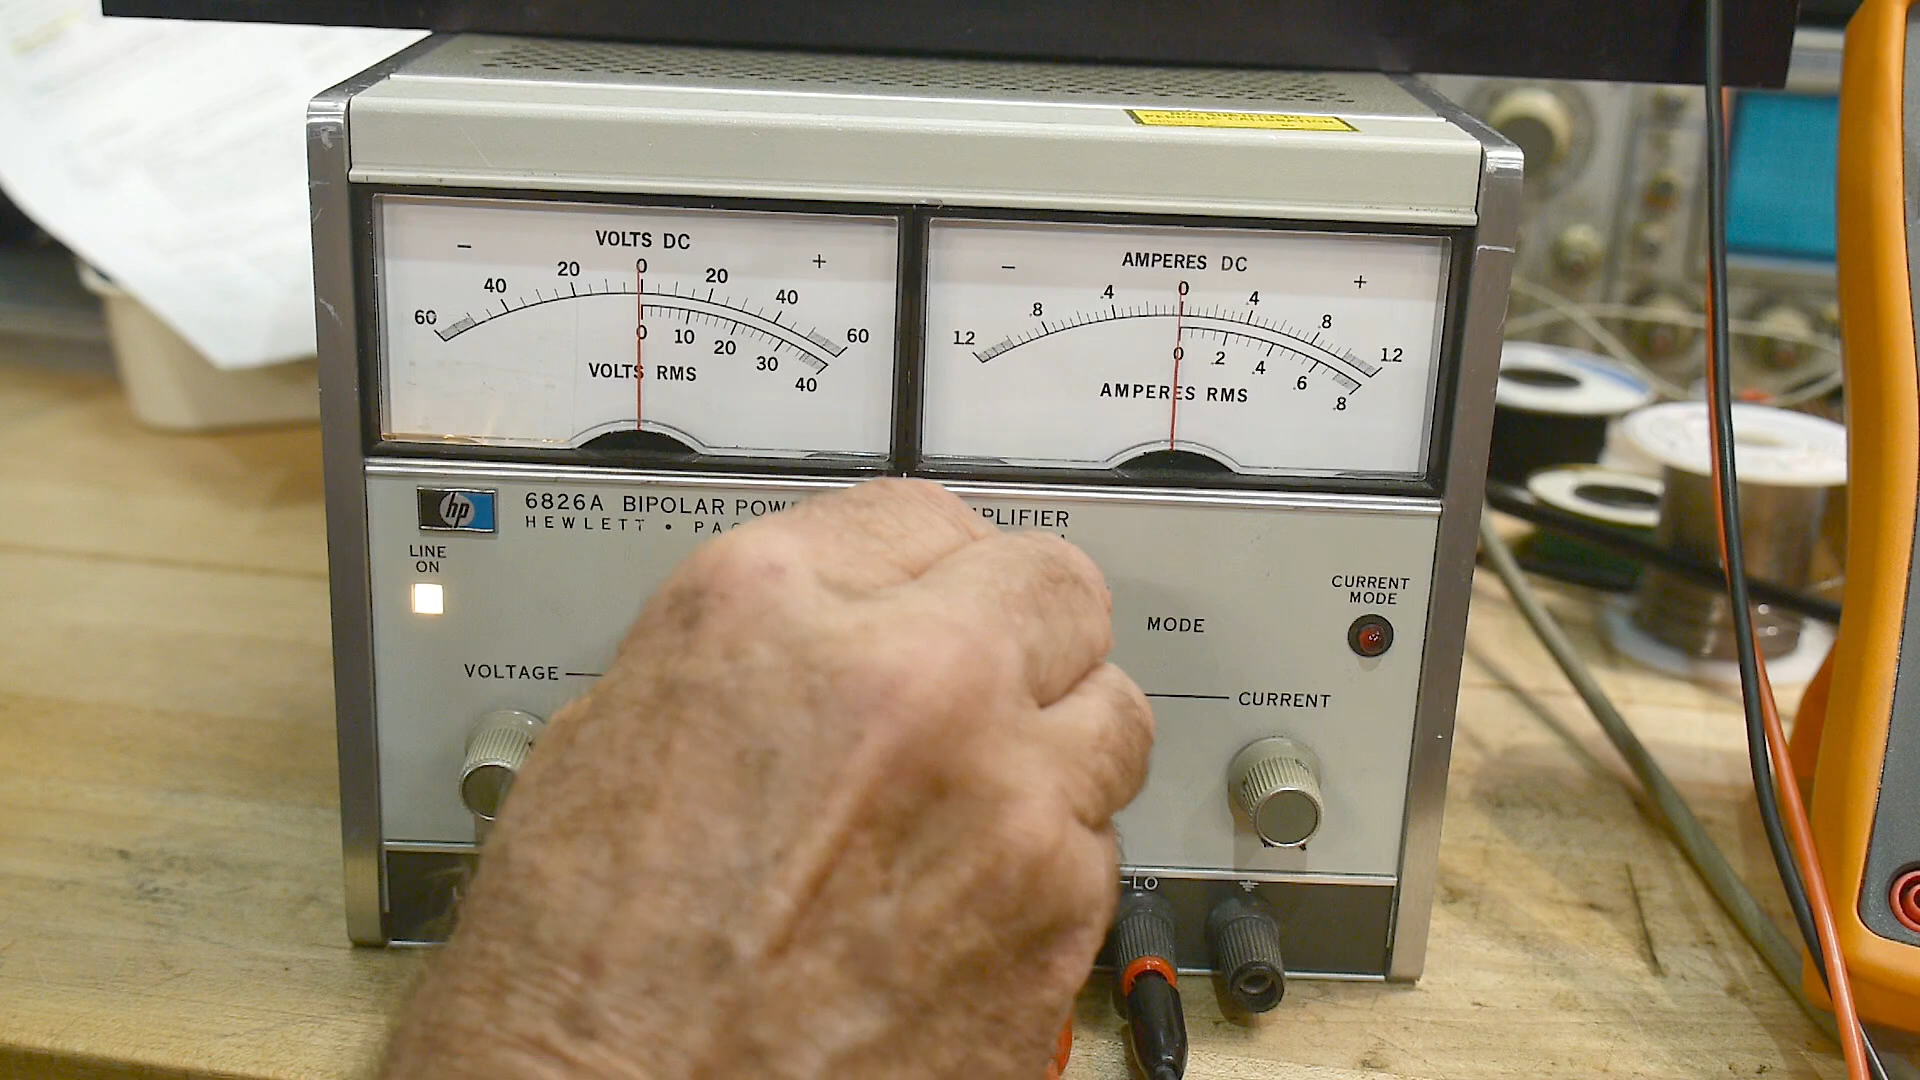 VOLTS DC
− +
60 40 20 0 20 40 60
0 10 20 30 40
VOLTS RMS
AMPERES DC
− +
1.2 .8 .4 0 .4 .8 1.2
0 .2 .4 .6 .8
AMPERES RMS
hp
6826A BIPOLAR POW PLIFIER
HEWLETT • PAC
LINE
ON
MODE
CURRENT
MODE
VOLTAGE
CURRENT
LO